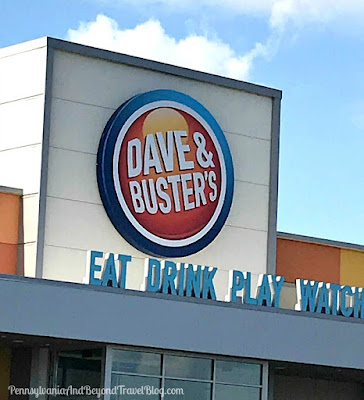 DAVE &
BUSTER'S
EAT DRINK PLAY WATCH
PennsylvaniaAndBeyondTravelBlog.com